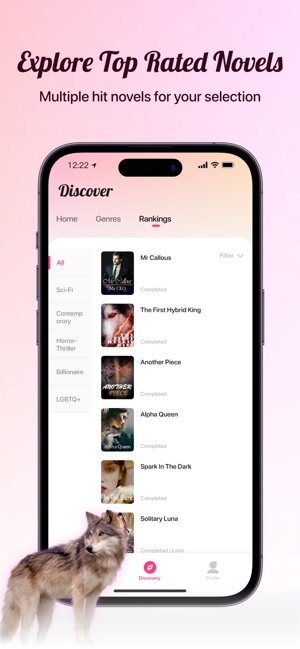 Explore Top Rated Novels
Multiple hit novels for your selection
12:22
Discover
Home
Genres
Rankings
All
Sci-Fi
Contemp
orory
Horror-
Thriller
Billionaire
LGBTQ+
Filter
Mr Callous
Completed
The First Hybrid King
Completed
Another Piece
Completed
ANOTHER
PIECE
Alpha Queen
Completed
Spark In The Dark
Completed
Solitary Luna
Completed / Love
Discovery
Profile